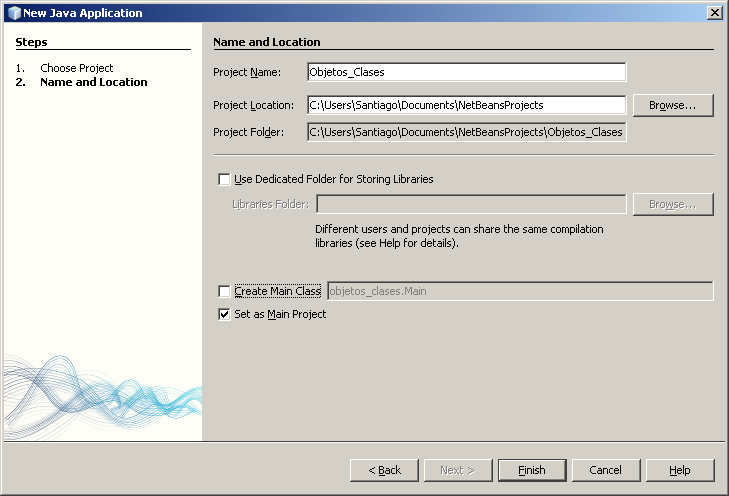 New Java Application
Steps
1. Choose Project
2. Name and Location
Name and Location
Project Name: Objetos_Clases
Project Location: C:\Users\Santiago\Documents\NetBeansProjects Browse...
Project Folder: C:\Users\Santiago\Documents\NetBeansProjects\Objetos_Clases
Use Dedicated Folder for Storing Libraries
Libraries Folder: Browse...
Different users and projects can share the same compilation
libraries (see Help for details).
Create Main Class objetos_clases.Main
Set as Main Project
< Back Next > Finish Cancel Help